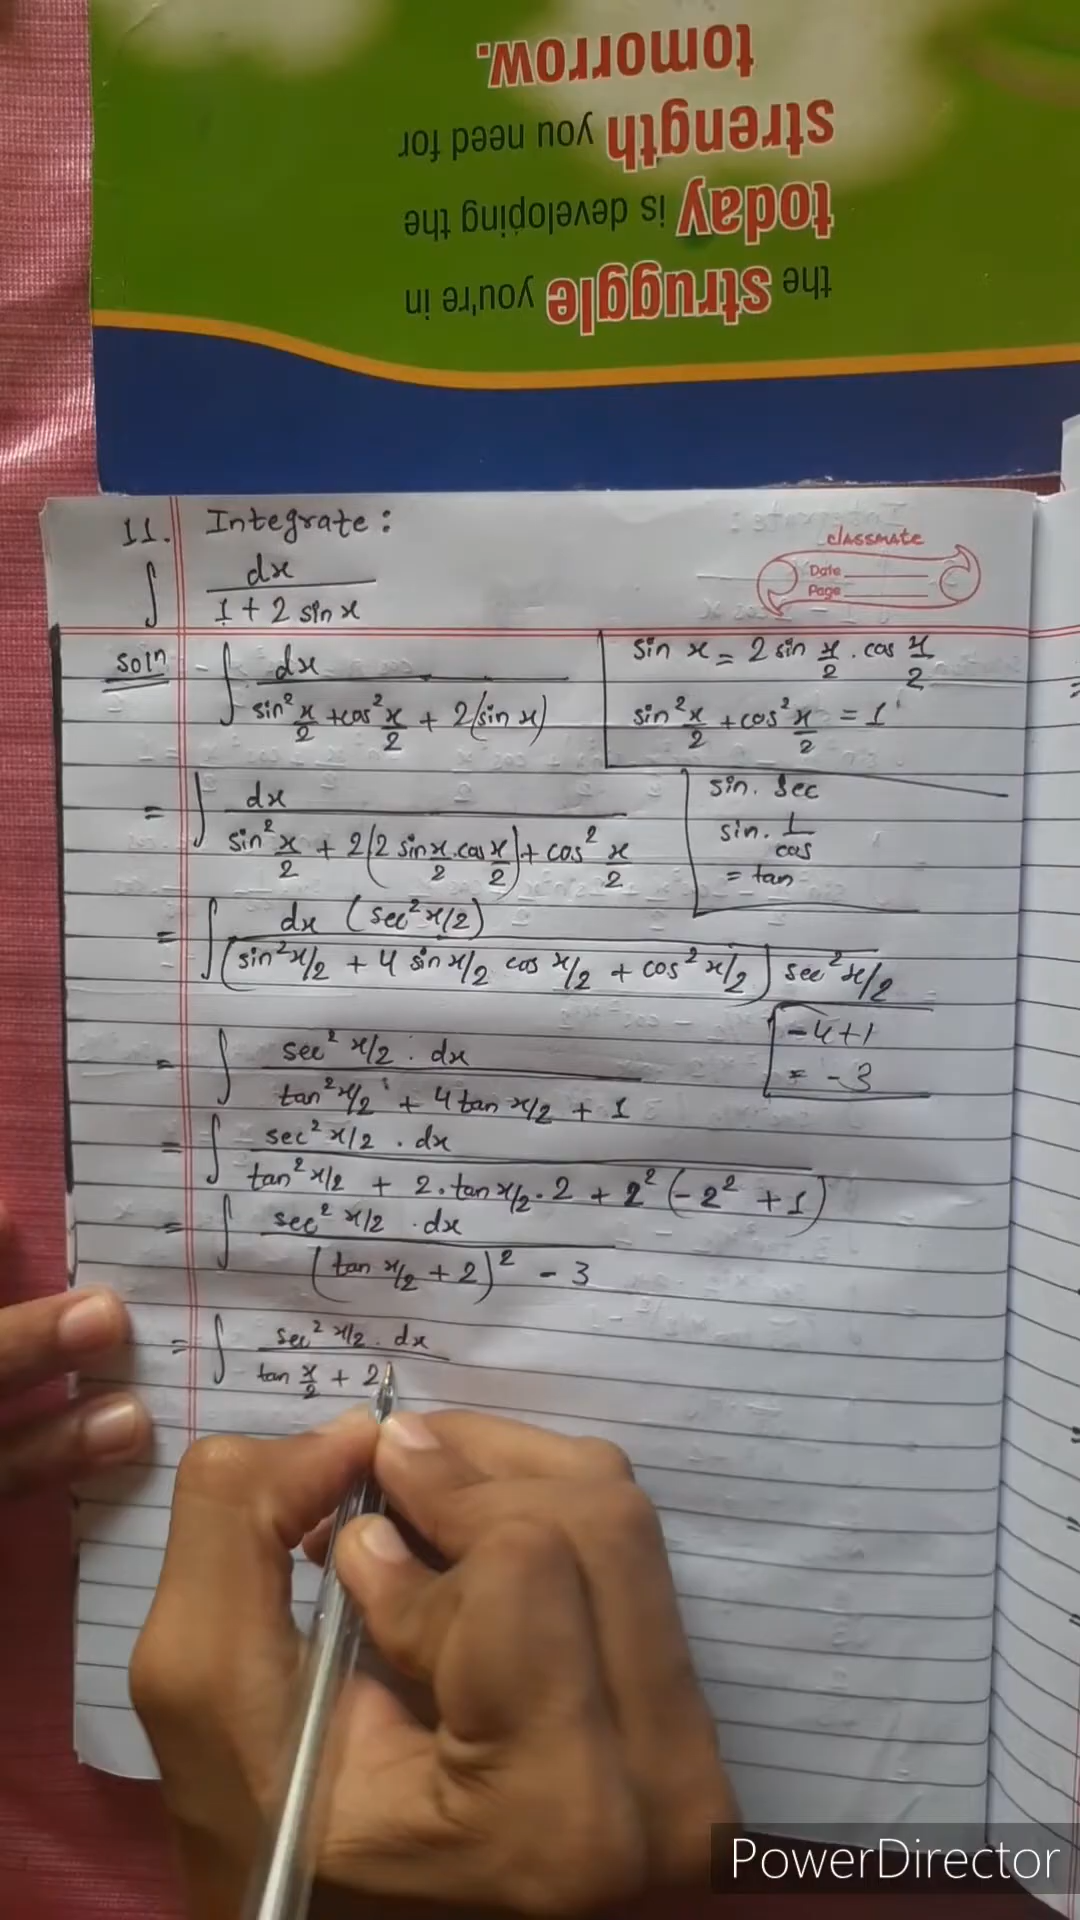 the struggle you're in
today is developing the
strength you need for
tomorrow.
11. Integrate:
∫ dx / 1 + 2 sin x
classmate
Date
Page
Soln - ∫ dx / sin² x/2 + cos² x/2 + 2(sin x)
sin x = 2 sin x/2 . cos x/2
sin² x/2 + cos² x/2 = 1
= ∫ dx / sin² x/2 + 2(2 sin x/2 . cos x/2) + cos² x/2
sin. sec
sin. 1/cos
= tan
= ∫ dx (sec² x/2) / (sin² x/2 + 4 sin x/2 cos x/2 + cos² x/2) sec² x/2
-4+1
= -3
= ∫ sec² x/2 . dx / tan² x/2 + 4 tan x/2 + 1
= ∫ sec² x/2 . dx / tan² x/2 + 2 . tan x/2 . 2 + 2² (-2² + 1)
= ∫ sec² x/2 . dx / (tan x/2 + 2)² - 3
= ∫ sec² x/2 . dx / tan x/2 + 2
PowerDirector